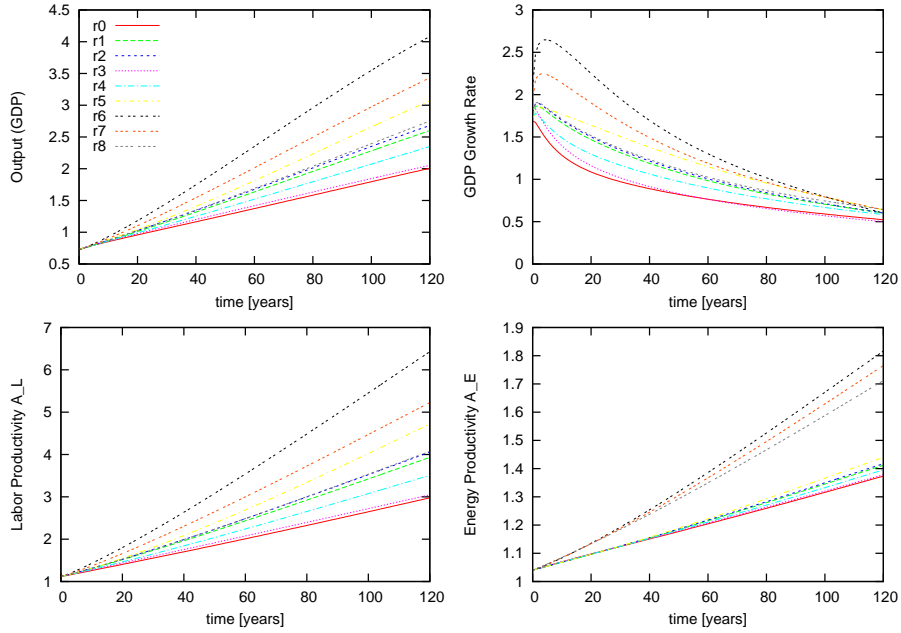 4.5
4
3.5
3
2.5
2
1.5
1
0.5
Output (GDP)
r0
r1
r2
r3
r4
r5
r6
r7
r8
0 20 40 60 80 100 120
time [years]
3
2.5
2
1.5
1
0.5
0
GDP Growth Rate
0 20 40 60 80 100 120
time [years]
7
6
5
4
3
2
1
Labor Productivity A_L
0 20 40 60 80 100 120
time [years]
1.9
1.8
1.7
1.6
1.5
1.4
1.3
1.2
1.1
1
Energy Productivity A_E
0 20 40 60 80 100 120
time [years]